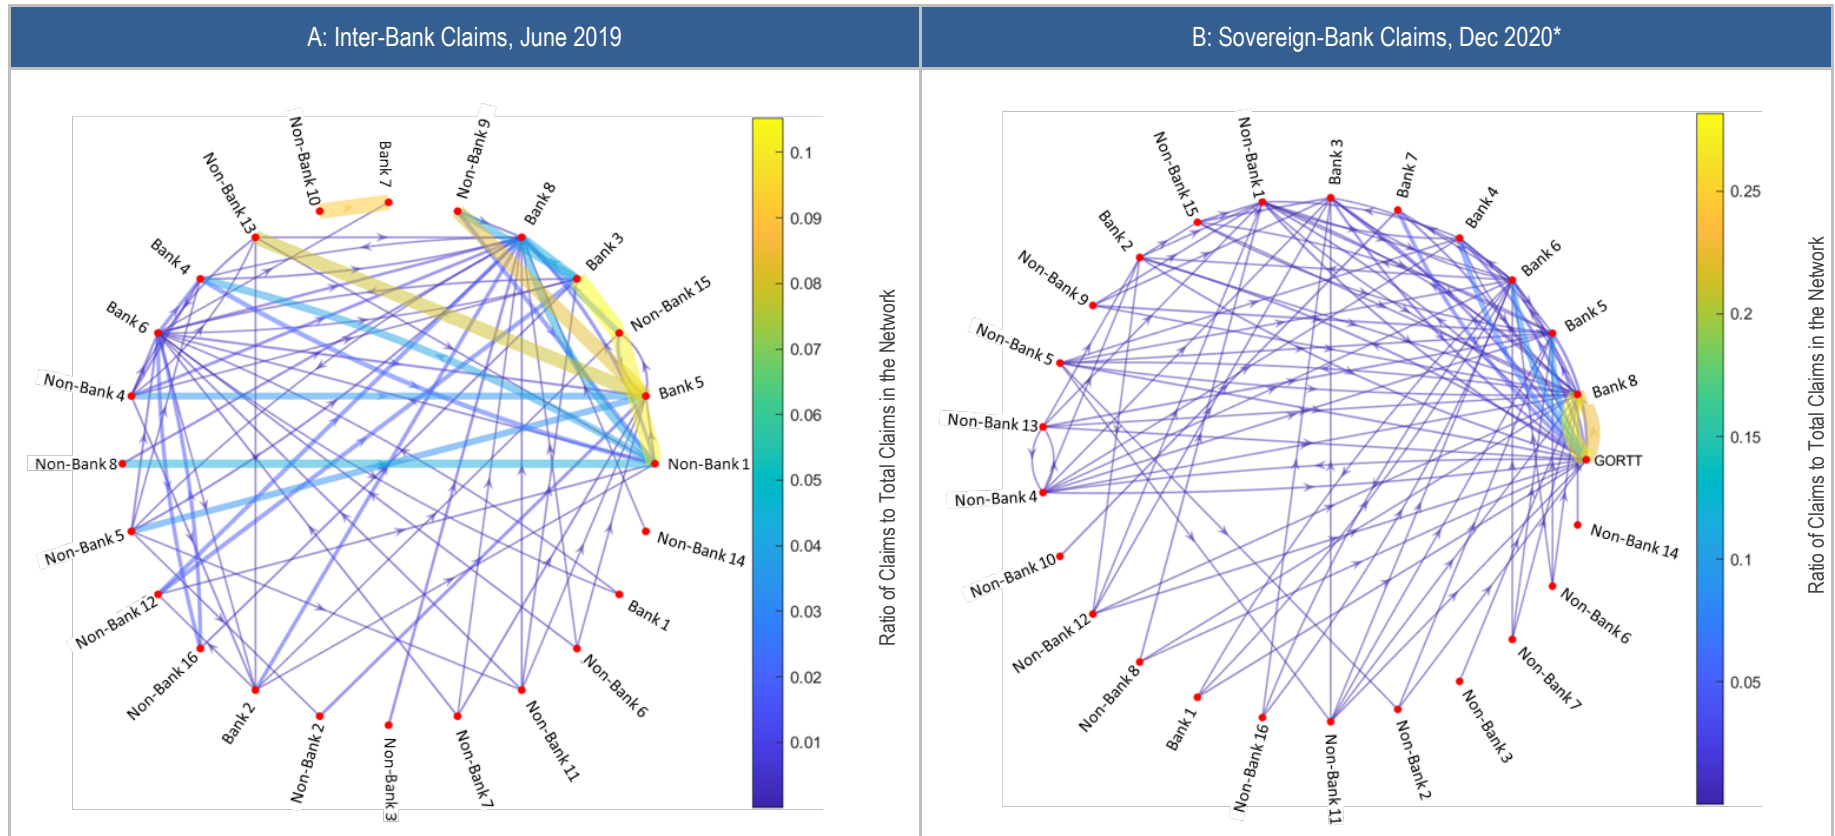 A: Inter-Bank Claims, June 2019
B: Sovereign-Bank Claims, Dec 2020*
Non-Bank 10
Bank 7
Non-Bank 9
Bank 8
Bank 3
Non-Bank 15
Bank 5
Non-Bank 1
Non-Bank 14
Bank 1
Non-Bank 6
Non-Bank 11
Non-Bank 7
Non-Bank 3
Non-Bank 2
Bank 2
Non-Bank 16
Non-Bank 12
Non-Bank 5
Non-Bank 8
Non-Bank 4
Bank 6
Bank 4
Non-Bank 13
0.1
0.09
0.08
0.07
0.06
0.05
0.04
0.03
0.02
0.01
Ratio of Claims to Total Claims in the Network
Non-Bank 15
Non-Bank 1
Bank 3
Bank 7
Bank 4
Bank 6
Bank 5
Bank 8
GORTT
Non-Bank 14
Non-Bank 6
Non-Bank 7
Non-Bank 3
Non-Bank 2
Non-Bank 11
Non-Bank 16
Bank 1
Non-Bank 8
Non-Bank 12
Non-Bank 10
Non-Bank 4
Non-Bank 13
Non-Bank 5
Non-Bank 9
Bank 2
0.25
0.2
0.15
0.1
0.05
Ratio of Claims to Total Claims in the Network